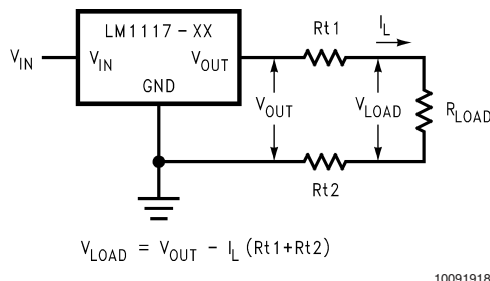 LM1117-XX
Rt1
I_L
V_IN
V_IN
V_OUT
GND
V_OUT
V_LOAD
R_LOAD
Rt2
V_LOAD = V_OUT - I_L (Rt1+Rt2)
10091918